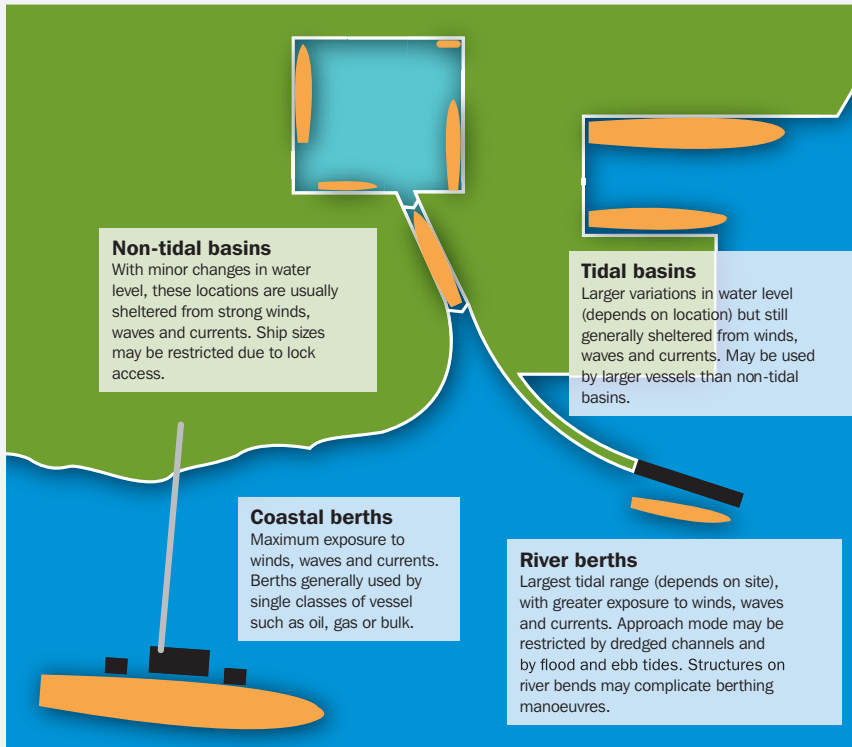 Non-tidal basins
With minor changes in water
level, these locations are usually
sheltered from strong winds,
waves and currents. Ship sizes
may be restricted due to lock
access.
Tidal basins
Larger variations in water level
(depends on location) but still
generally sheltered from winds,
waves and currents. May be used
by larger vessels than non-tidal
basins.
Coastal berths
Maximum exposure to
winds, waves and currents.
Berths generally used by
single classes of vessel
such as oil, gas or bulk.
River berths
Largest tidal range (depends on site),
with greater exposure to winds, waves
and currents. Approach mode may be
restricted by dredged channels and
by flood and ebb tides. Structures on
river bends may complicate berthing
manoeuvres.